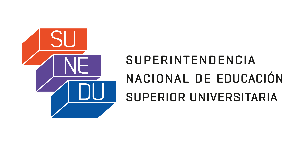 SU
NE
DU
SUPERINTENDENCIA
NACIONAL DE EDUCACIÓN
SUPERIOR UNIVERSITARIA